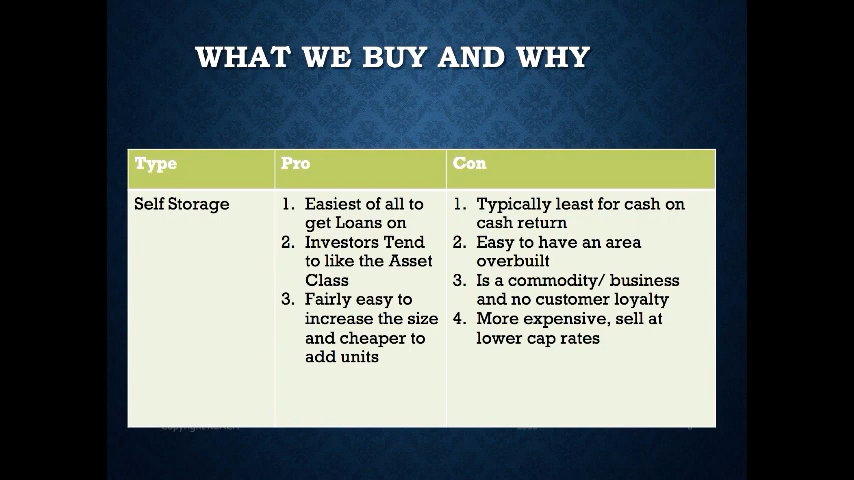 WHAT WE BUY AND WHY
Type
Pro
Con
Self Storage
1. Easiest of all to
get Loans on
2. Investors Tend
to like the Asset
Class
3. Fairly easy to
increase the size
and cheaper to
add units
1. Typically least for cash on
cash return
2. Easy to have an area
overbuilt
3. Is a commodity/ business
and no customer loyalty
4. More expensive, sell at
lower cap rates
Copyright